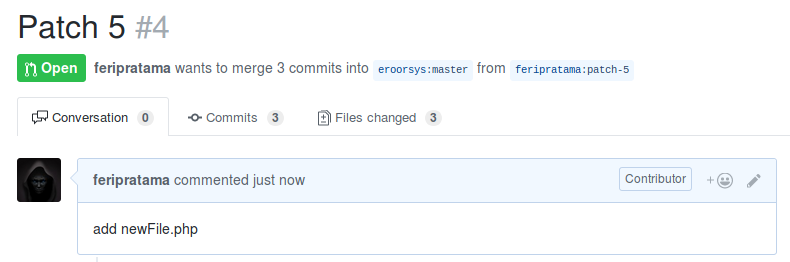 Patch 5 #4
Open feripratama wants to merge 3 commits into eroorsys:master from feripratama:patch-5
Conversation 0 Commits 3 Files changed 3
feripratama commented just now Contributor +
add newFile.php